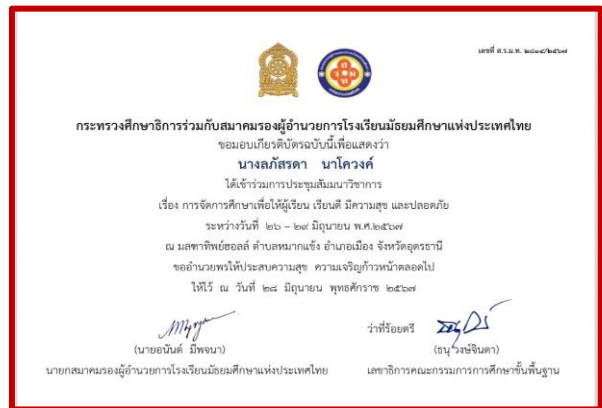 เลขที่ ส.ร.ม.ท. ๒๘๑๔/๒๕๖๗
กระทรวงศึกษาธิการร่วมกับสมาคมรองผู้อำนวยการโรงเรียนมัธยมศึกษาแห่งประเทศไทย
ขอมอบเกียรติบัตรฉบับนี้เพื่อแสดงว่า
นางลภัสรดา นาโควงค์
ได้เข้าร่วมการประชุมสัมมนาวิชาการ
เรื่อง การจัดการศึกษาเพื่อให้ผู้เรียน เรียนดี มีความสุข และปลอดภัย
ระหว่างวันที่ ๒๖ – ๒๙ มิถุนายน พ.ศ.๒๕๖๗
ณ มลฑาทิพย์ฮอลล์ ตำบลหมากแข้ง อำเภอเมือง จังหวัดอุดรธานี
ขออำนวยพรให้ประสบความสุข ความเจริญก้าวหน้าตลอดไป
ให้ไว้ ณ วันที่ ๒๘ มิถุนายน พุทธศักราช ๒๕๖๗
ว่าที่ร้อยตรี
(นายอนันต์ มีพจนา) (ธนุ วงษ์จินดา)
นายกสมาคมรองผู้อำนวยการโรงเรียนมัธยมศึกษาแห่งประเทศไทย เลขาธิการคณะกรรมการการศึกษาขั้นพื้นฐาน